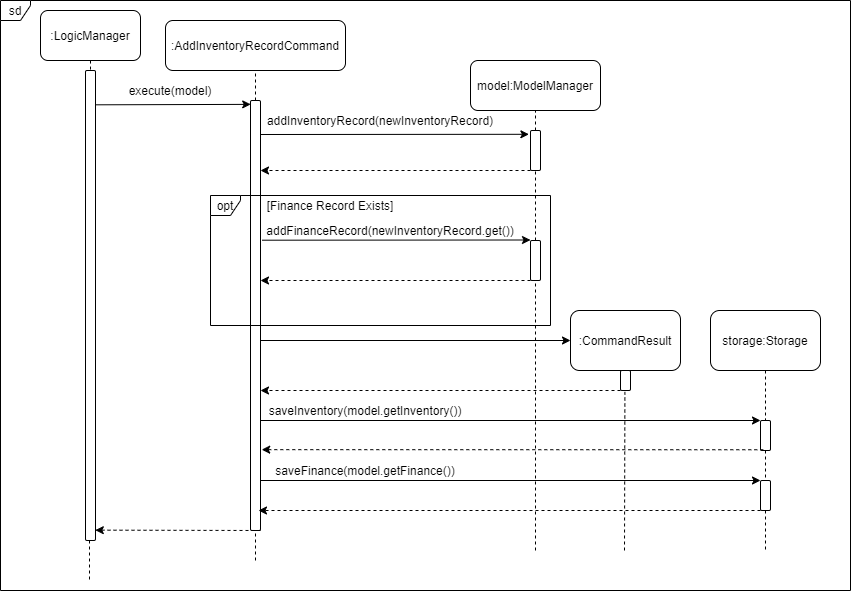 sd
:LogicManager
:AddInventoryRecordCommand
model:ModelManager
execute(model)
addInventoryRecord(newInventoryRecord)
opt
[Finance Record Exists]
addFinanceRecord(newInventoryRecord.get())
:CommandResult
storage:Storage
saveInventory(model.getInventory())
saveFinance(model.getFinance())